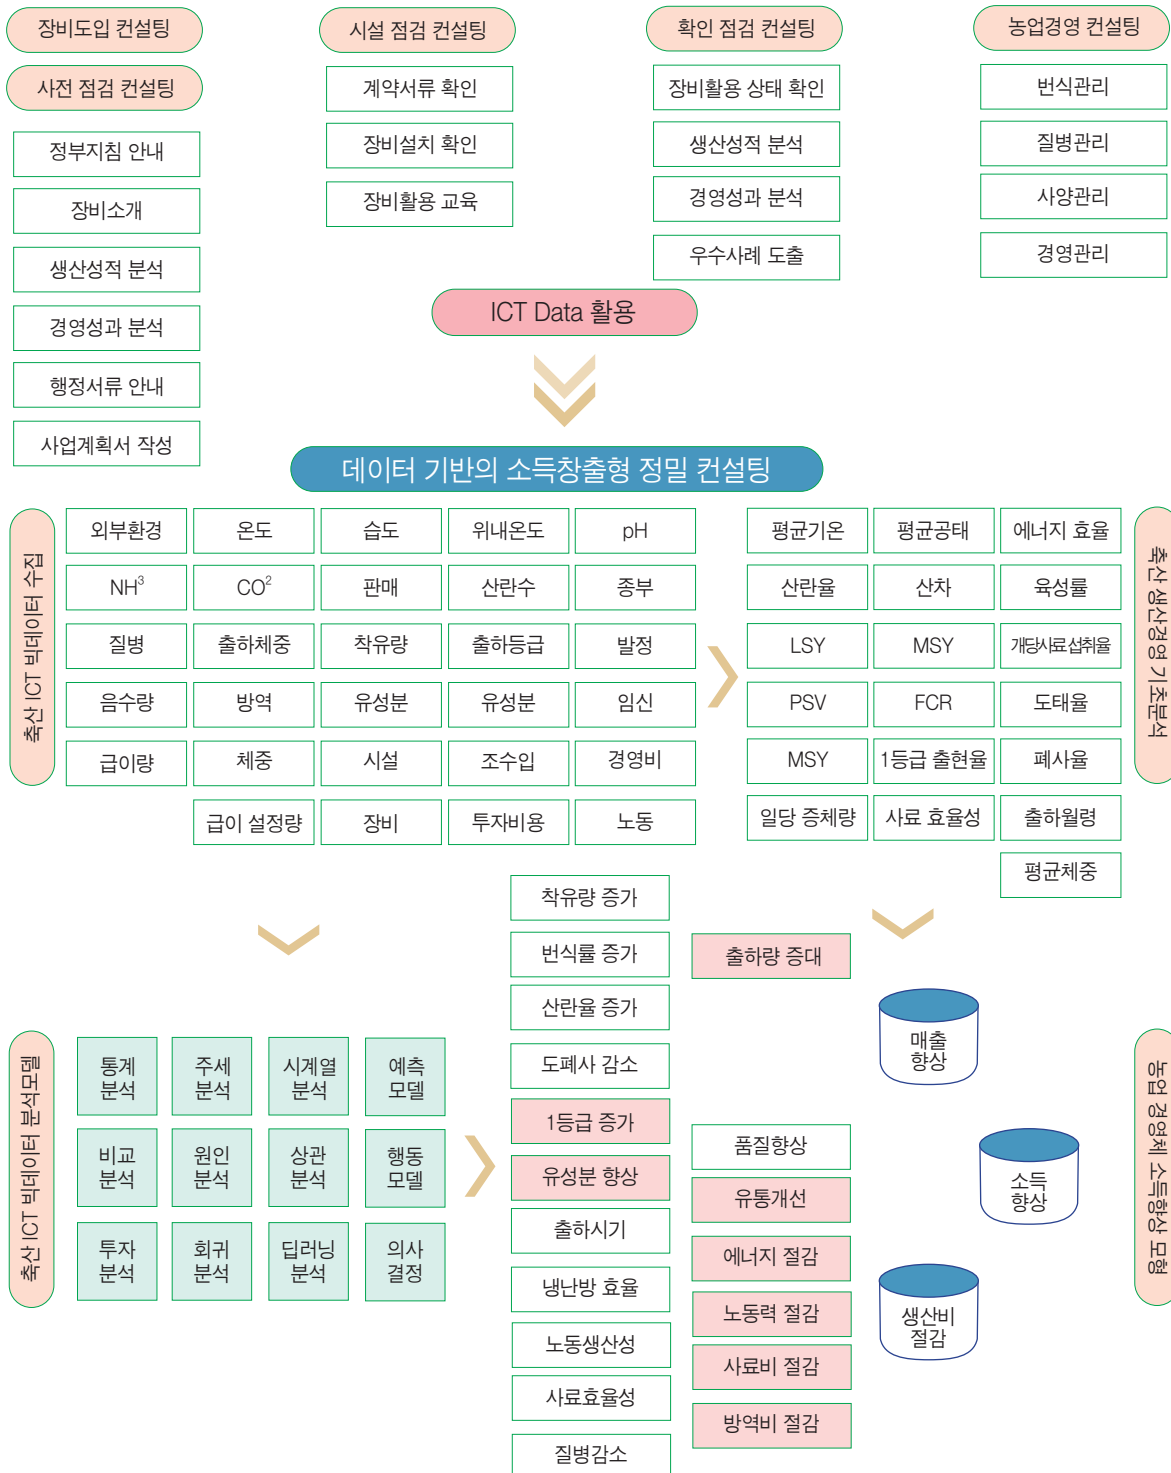 장비도입 컨설팅
사전 점검 컨설팅
정부지침 안내
장비소개
생산성적 분석
경영성과 분석
행정서류 안내
사업계획서 작성
시설 점검 컨설팅
계약서류 확인
장비설치 확인
장비활용 교육
확인 점검 컨설팅
장비활용 상태 확인
생산성적 분석
경영성과 분석
우수사례 도출
농업경영 컨설팅
번식관리
질병관리
사양관리
경영관리
ICT Data 활용
데이터 기반의 소득창출형 정밀 컨설팅
축산 ICT 빅데이터 수집
외부환경 온도 습도 위내온도 pH
NH³ CO² 판매 산란수 종부
질병 출하체중 착유량 출하등급 발정
음수량 방역 유성분 유성분 임신
급이량 체중 시설 조수입 경영비
급이 설정량 장비 투자비용 노동
평균기온 평균공태 에너지 효율
산란율 산차 육성률
LSY MSY 개당사료 섭취율
PSV FCR 도태율
MSY 1등급 출현율 폐사율
일당 증체량 사료 효율성 출하월령
평균체중
축산 생산경영 기초분석
축산 ICT 빅데이터 분석모델
통계 주세 시계열 예측
분석 분석 분석 모델
비교 원인 상관 행동
분석 분석 분석 모델
투자 회귀 딥러닝 의사
분석 분석 분석 결정
착유량 증가
번식률 증가
산란율 증가
도폐사 감소
1등급 증가
유성분 향상
출하시기
냉난방 효율
노동생산성
사료효율성
질병감소
출하량 증대
품질향상
유통개선
에너지 절감
노동력 절감
사료비 절감
방역비 절감
매출
향상
소득
향상
생산비
절감
농업 경영체 소득향상 모형